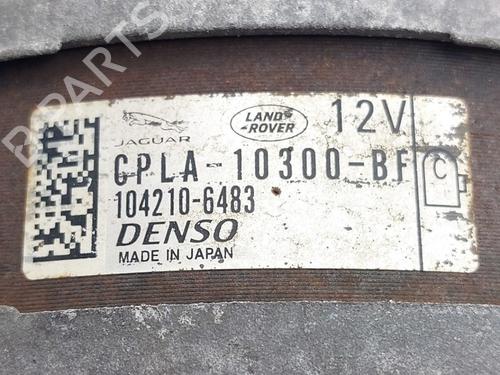 B-PARTS
JAGUAR
LAND
ROVER
12V
CPLA-10300-BF
C
104210-6483
DENSO
MADE IN JAPAN